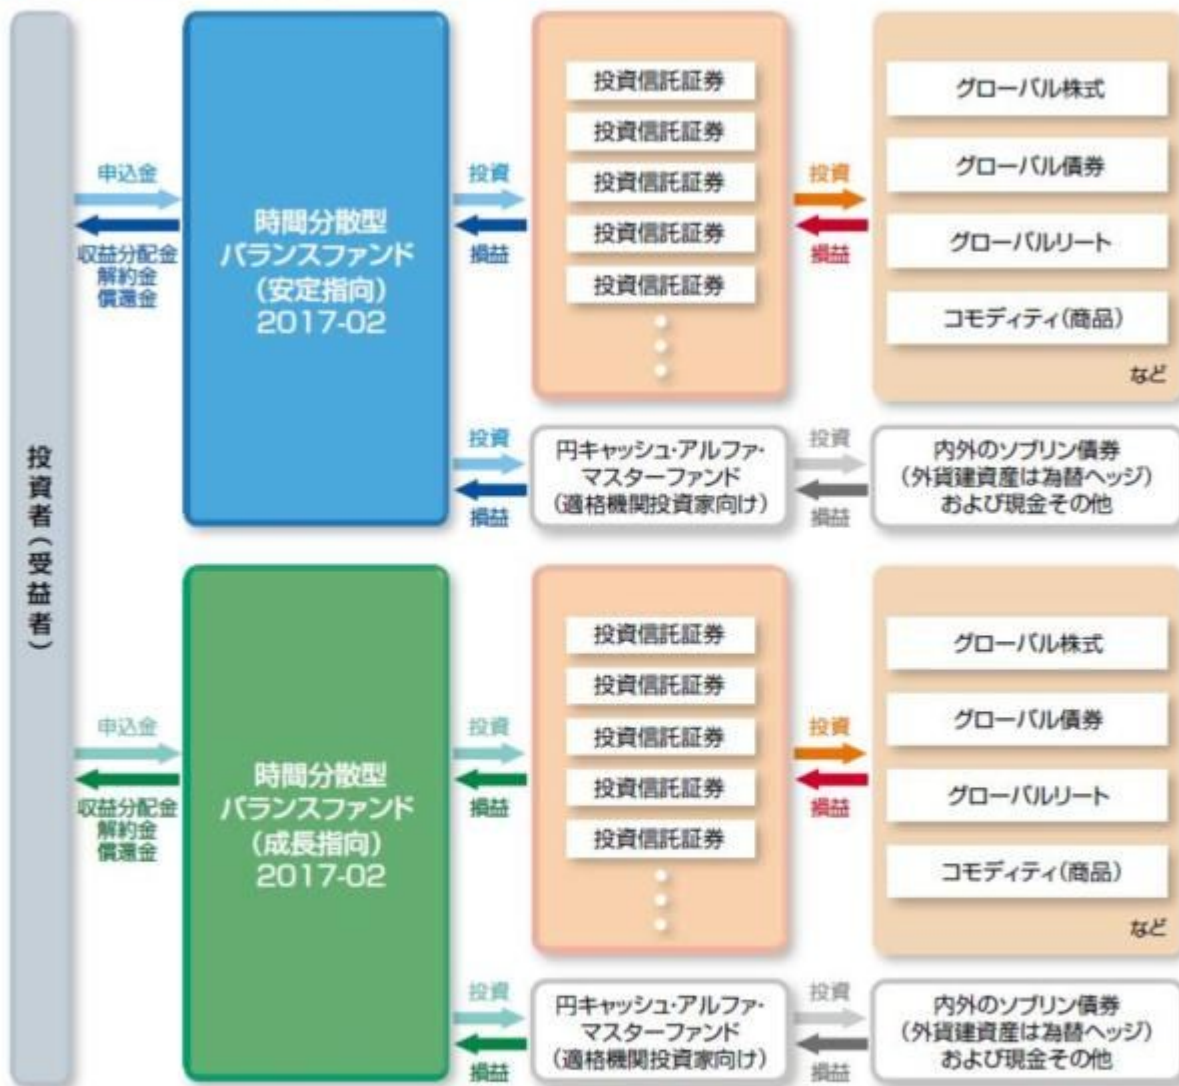 投資者(受益者)
申込金
収益分配金
解約金
償還金
時間分散型
バランスファンド
(安定指向)
2017-02
投資
損益
投資信託証券
投資信託証券
投資信託証券
投資信託証券
投資信託証券
投資
損益
グローバル株式
グローバル債券
グローバルリート
コモディティ(商品)
など
投資
損益
円キャッシュ・アルファ・
マスターファンド
(適格機関投資家向け)
投資
損益
内外のソブリン債券
(外貨建資産は為替ヘッジ)
および現金その他
申込金
収益分配金
解約金
償還金
時間分散型
バランスファンド
(成長指向)
2017-02
投資
損益
投資信託証券
投資信託証券
投資信託証券
投資信託証券
投資信託証券
投資
損益
グローバル株式
グローバル債券
グローバルリート
コモディティ(商品)
など
投資
損益
円キャッシュ・アルファ・
マスターファンド
(適格機関投資家向け)
投資
損益
内外のソブリン債券
(外貨建資産は為替ヘッジ)
および現金その他